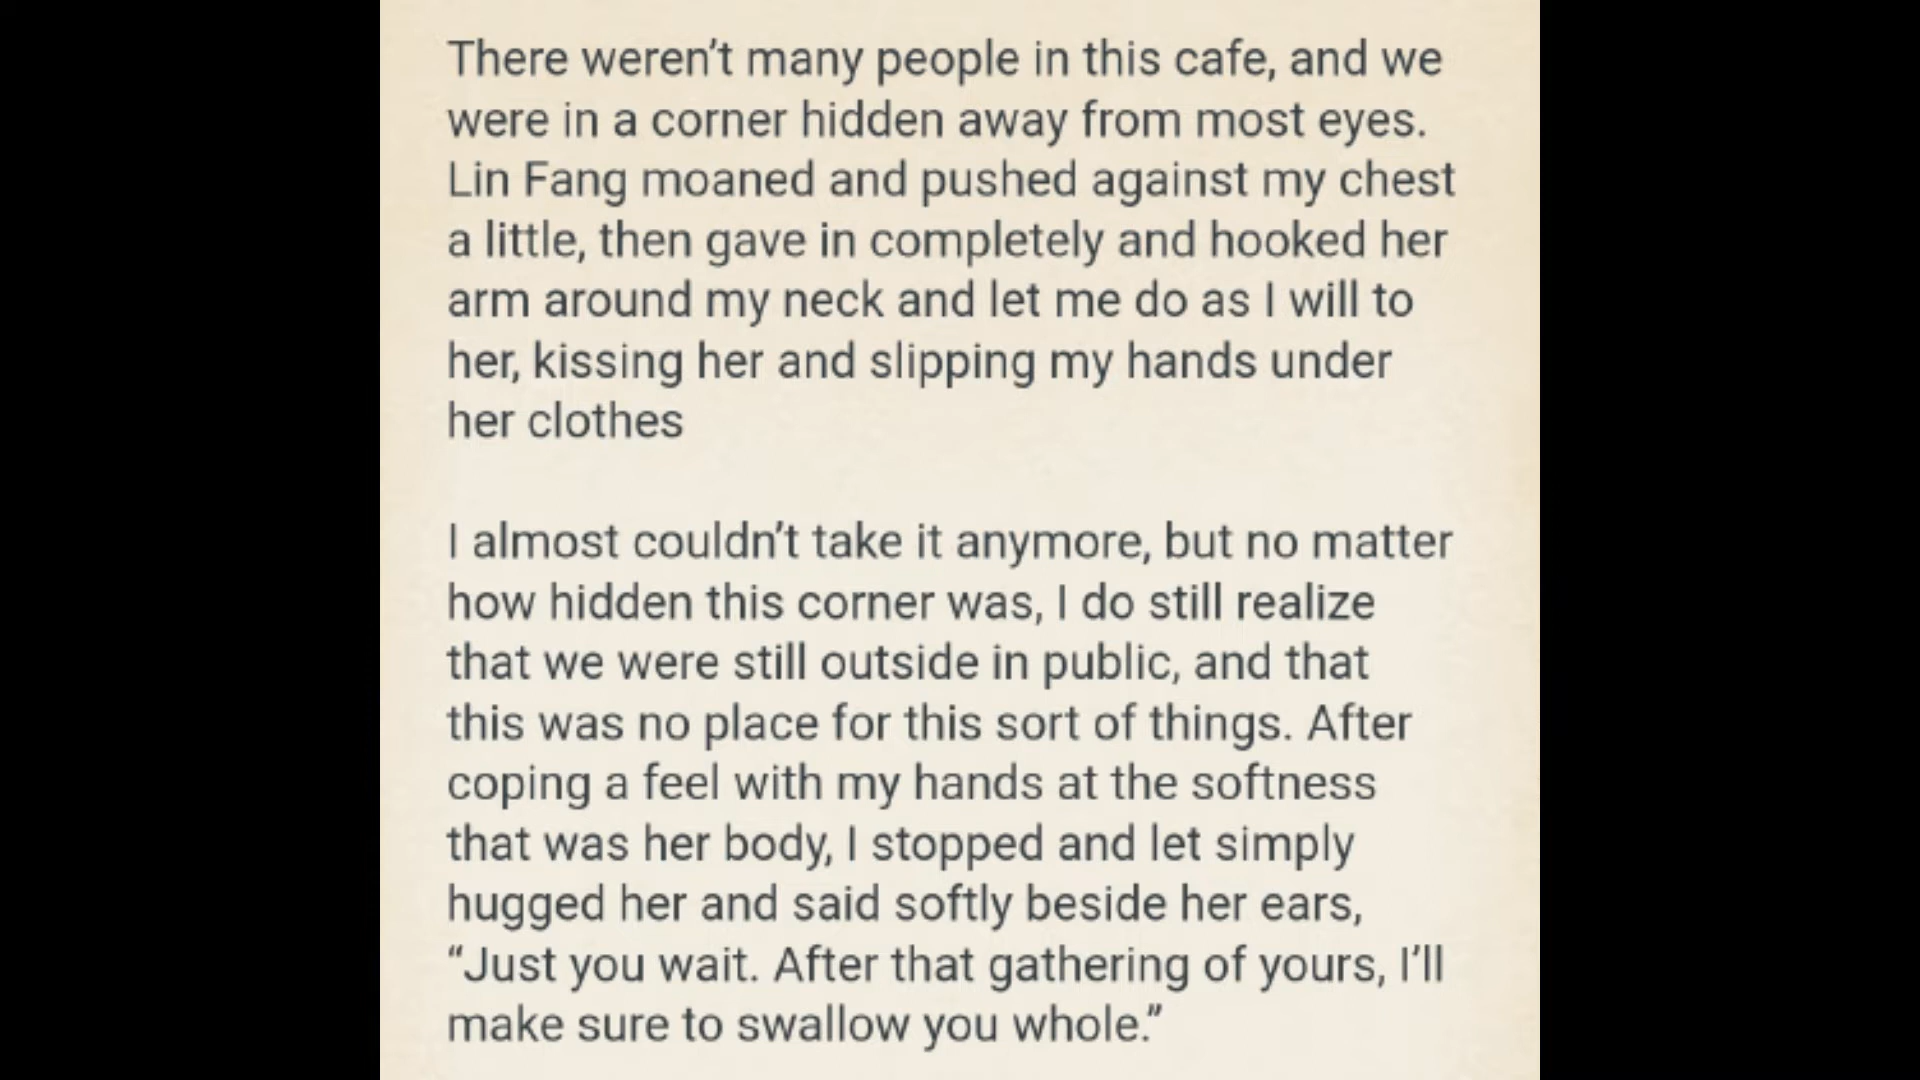 There weren’t many people in this cafe, and we
were in a corner hidden away from most eyes.
Lin Fang moaned and pushed against my chest
a little, then gave in completely and hooked her
arm around my neck and let me do as I will to
her, kissing her and slipping my hands under
her clothes
I almost couldn’t take it anymore, but no matter
how hidden this corner was, I do still realize
that we were still outside in public, and that
this was no place for this sort of things. After
coping a feel with my hands at the softness
that was her body, I stopped and let simply
hugged her and said softly beside her ears,
“Just you wait. After that gathering of yours, I’ll
make sure to swallow you whole.”